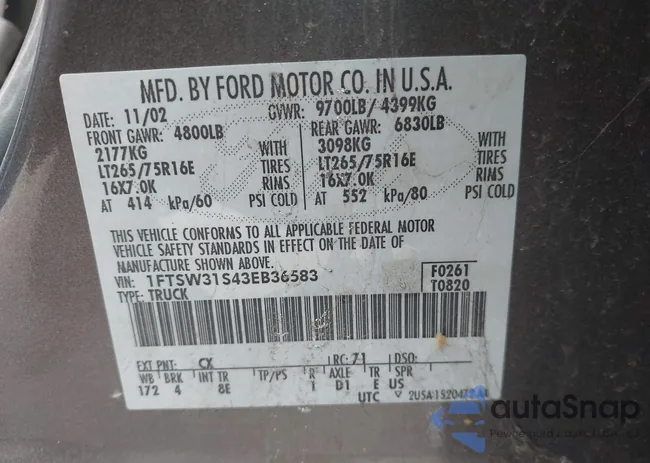 MFD. BY FORD MOTOR CO. IN U.S.A.
DATE: 11/02 GVWR: 9700LB/ 4399KG
FRONT GAWR: 4800LB REAR GAWR: 6830LB
2177KG WITH 3098KG WITH
LT265/75R16E TIRES LT265/75R16E TIRES
16X7.0K RINS 16X7.0K RINS
AT 414 kPa/60 PSI COLD AT 552 kPa/80 PSI COLD
THIS VEHICLE CONFORMS TO ALL APPLICABLE FEDERAL MOTOR
VEHICLE SAFETY STANDARDS IN EFFECT ON THE DATE OF
MANUFACTURE SHOWN ABOVE.
VIN: 1FTSW31S43EB36583 F0261
TYPE: TRUCK T0820
EXT PNT: CX RC: 71 DSO:
WB BRK INT TR TP/PS R AXLE TR SPR
172 4 8E 1 D1 E US
UTC
autaSnap